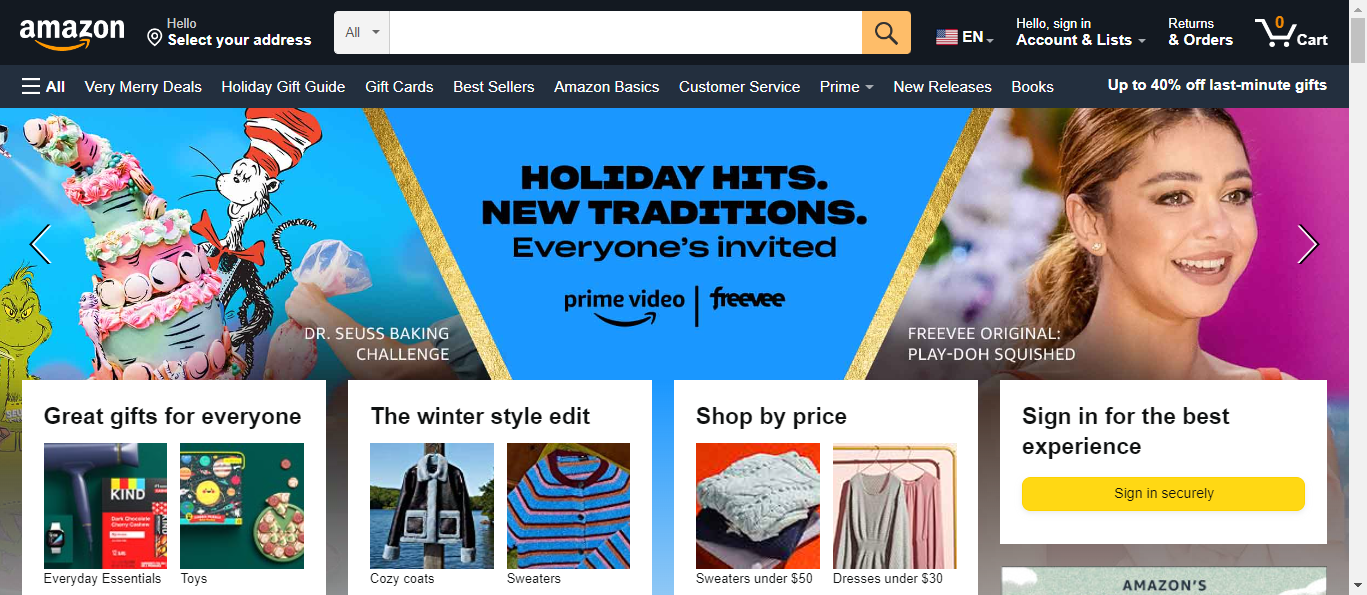 amazon
Hello
Select your address
All
EN
Hello, sign in
Account & Lists
Returns
& Orders
0
Cart
All
Very Merry Deals
Holiday Gift Guide
Gift Cards
Best Sellers
Amazon Basics
Customer Service
Prime
New Releases
Books
Up to 40% off last-minute gifts
HOLIDAY HITS.
NEW TRADITIONS.
Everyone's invited
prime video | freevee
DR. SEUSS BAKING
CHALLENGE
FREEVEE ORIGINAL:
PLAY-DOH SQUISHED
Great gifts for everyone
KIND
Dark Chocolate
Cherry Cashew
Everyday Essentials
Toys
The winter style edit
Cozy coats
Sweaters
Shop by price
Sweaters under $50
Dresses under $30
Sign in for the best
experience
Sign in securely
AMAZON'S